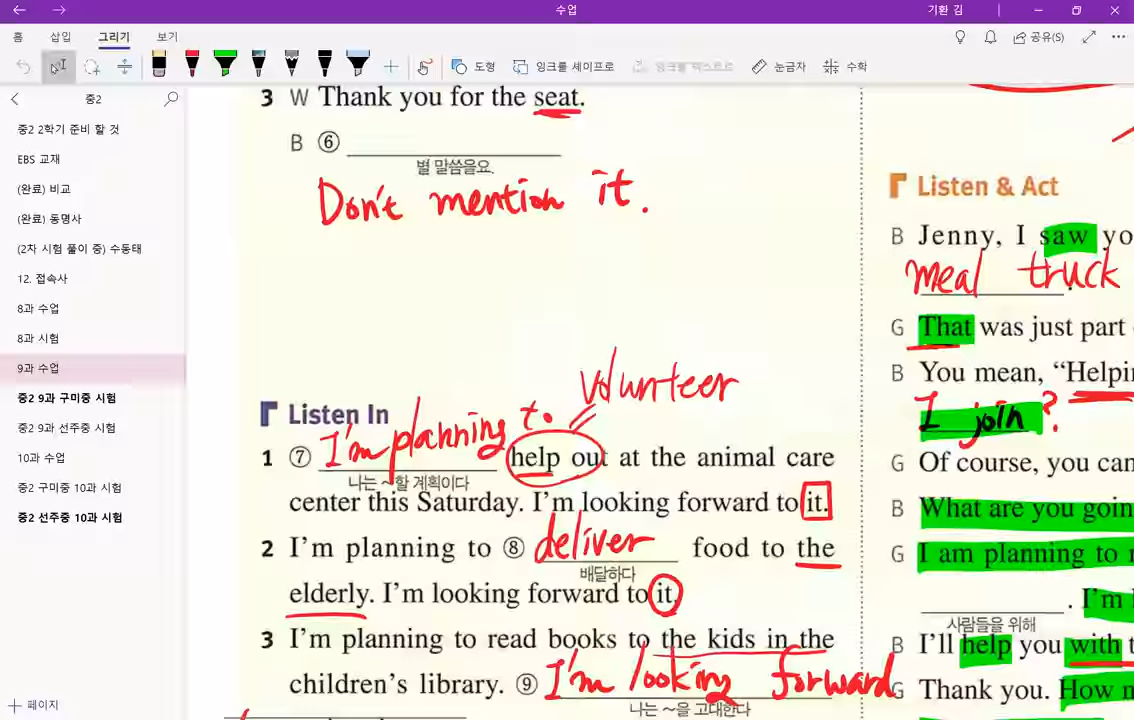 수업
기환 김
홈 삽입 그리기 보기
공유(S)
도형 잉크를 셰이프로 잉크를 텍스트로 눈금자 수학
중2
중2 2학기 준비 할 것
EBS 교재
(완료) 비교
(완료) 동명사
(2차 시험 풀이 중) 수동태
12. 접속사
8과 수업
8과 시험
9과 수업
중2 9과 구미중 시험
중2 9과 선주중 시험
10과 수업
중2 구미중 10과 시험
중2 선주중 10과 시험
페이지
3 W Thank you for the seat.
B ⑥
별 말씀을요.
Don't mention it.
volunteer
Listen In
I'm planning to
1 ⑦ help out at the animal care
나는 ~할 계획이다
center this Saturday. I'm looking forward to it.
2 I'm planning to ⑧ deliver food to the
배달하다
elderly. I'm looking forward to it.
3 I'm planning to read books to the kids in the
children's library. ⑨ I'm looking forward
나는 ~을 고대한다
Listen & Act
B Jenny, I saw yo
meal truck
G That was just part
B You mean, “Helpin
I join?
G Of course, you can
B What are you goin
G I am planning to
. I'm
사람들을 위해
B I'll help you with t
G Thank you. How m